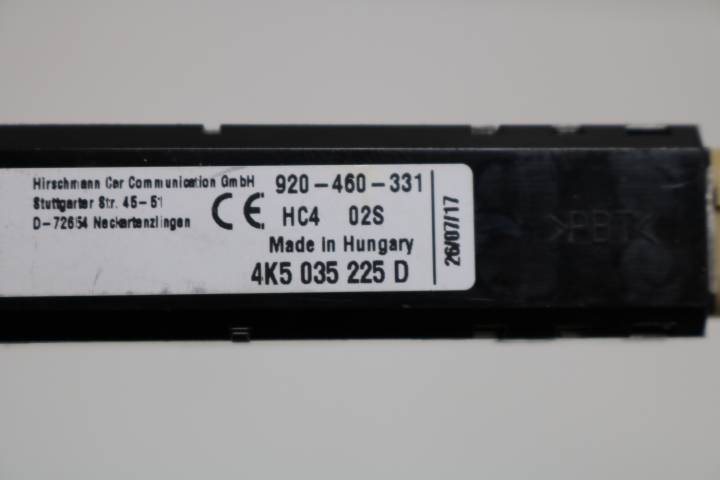 Hirschmann Car Communication GmbH
Stuttgarter Str. 45-51
D-72654 Neckartenzlingen
CE
920-460-331
HC4 02S
Made in Hungary
4K5 035 225 D
26/07/17
>PBT<